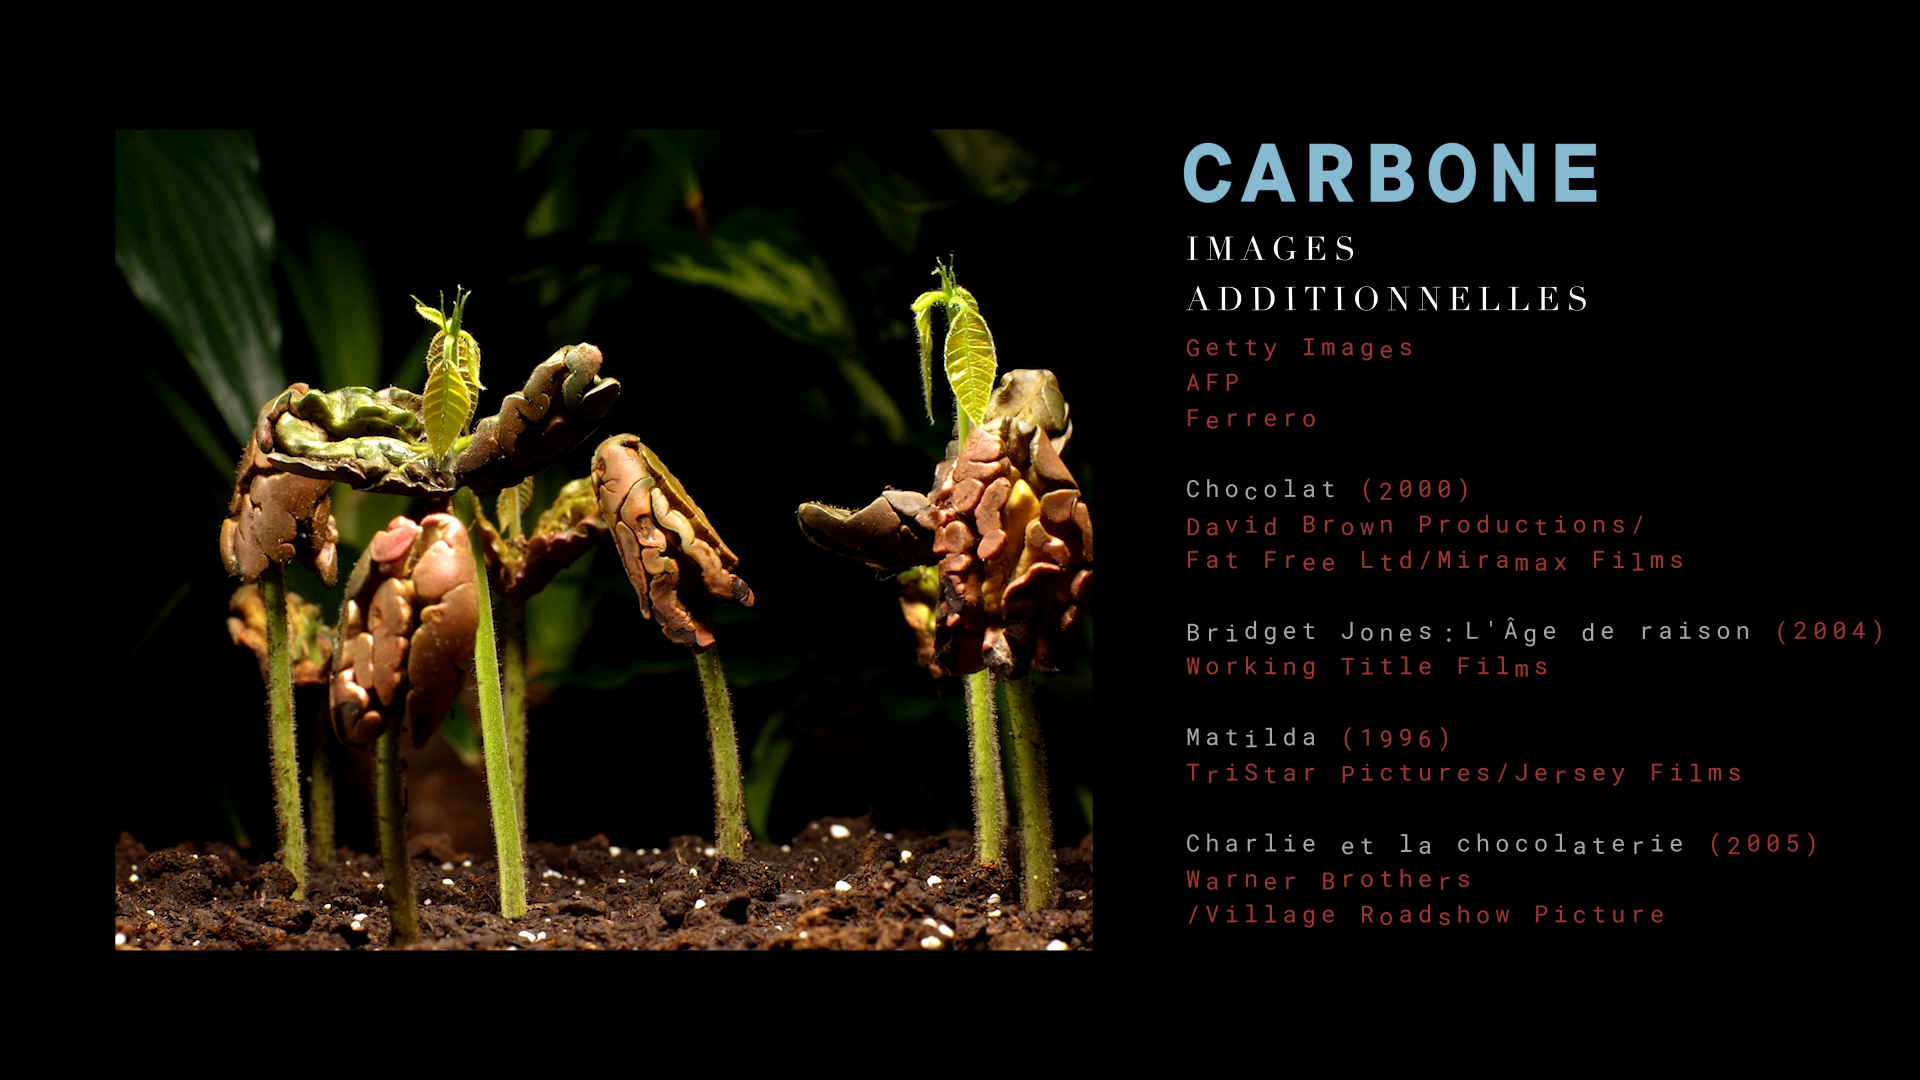 CARBONE
IMAGES
ADDITIONNELLES
Getty Images
AFP
Ferrero
Chocolat (2000)
David Brown Productions/
Fat Free Ltd/Miramax Films
Bridget Jones:L'Âge de raison (2004)
Working Title Films
Matilda (1996)
TriStar Pictures/Jersey Films
Charlie et la chocolaterie (2005)
Warner Brothers
/Village Roadshow Picture